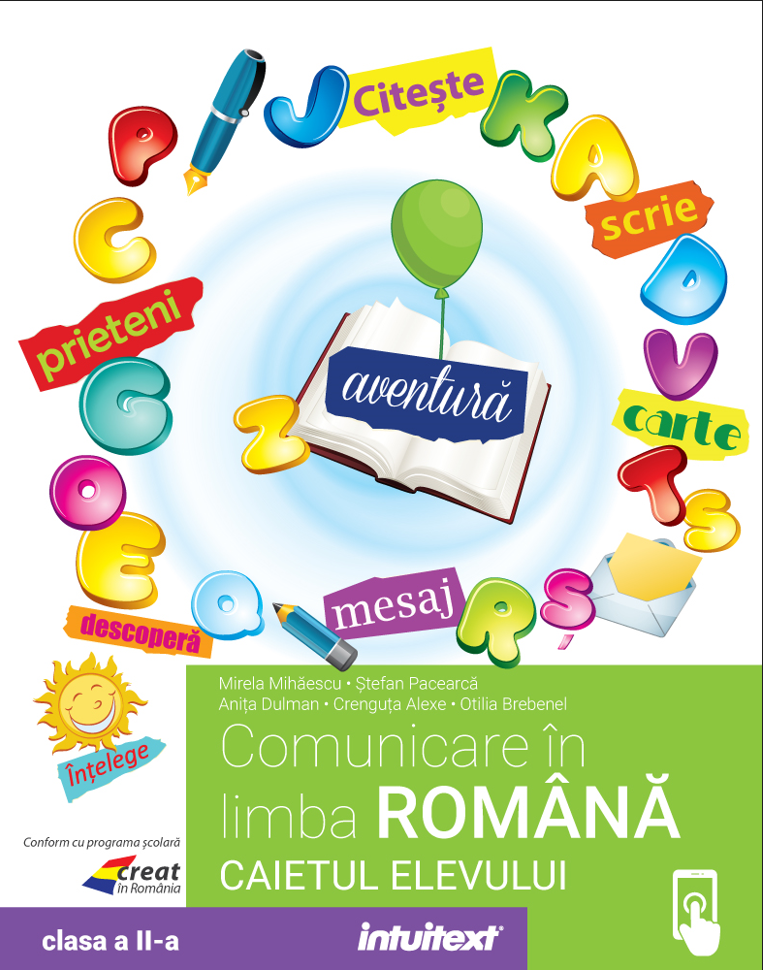 J
Citește
K
P
A
scrie
C
D
prieteni
V
aventură
G
carte
Z
T
O
S
E
Q
mesaj
R
Ș
descoperă
înțelege
Mirela Mihăescu • Ștefan Pacearcă
Anița Dulman • Crenguța Alexe • Otilia Brebenel
Comunicare în
limba ROMÂNĂ
CAIETUL ELEVULUI
Conform cu programa școlară
creat
în România
clasa a II-a
intuitext